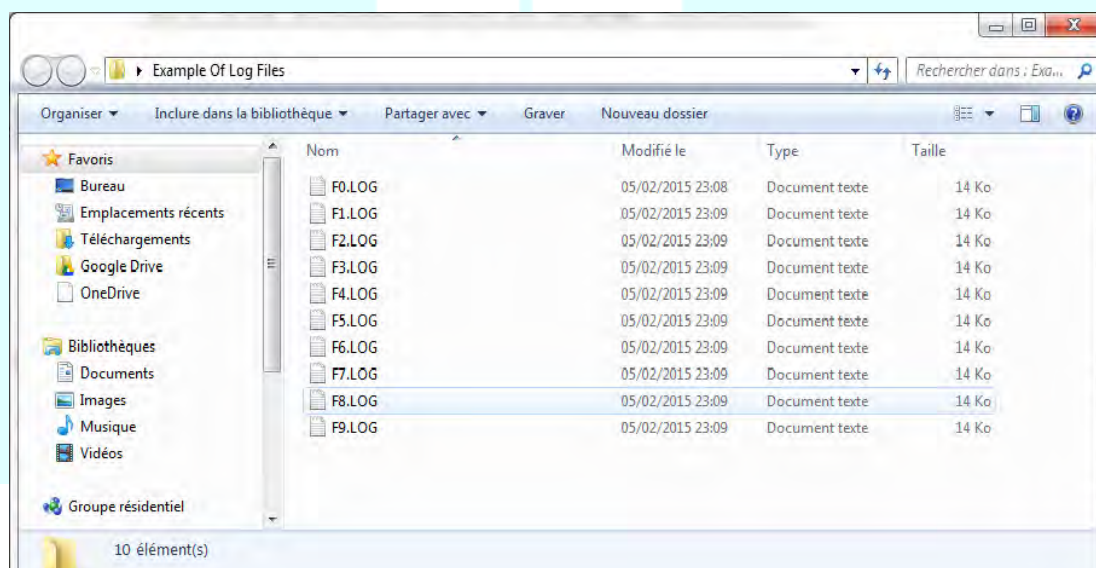 Example Of Log Files
Rechercher dans : Exa...
Organiser Inclure dans la bibliothèque Partager avec Graver Nouveau dossier
Favoris
Bureau
Emplacements récents
Téléchargements
Google Drive
OneDrive
Bibliothèques
Documents
Images
Musique
Vidéos
Groupe résidentiel
Nom Modifié le Type Taille
F0.LOG 05/02/2015 23:08 Document texte 14 Ko
F1.LOG 05/02/2015 23:09 Document texte 14 Ko
F2.LOG 05/02/2015 23:09 Document texte 14 Ko
F3.LOG 05/02/2015 23:09 Document texte 14 Ko
F4.LOG 05/02/2015 23:09 Document texte 14 Ko
F5.LOG 05/02/2015 23:09 Document texte 14 Ko
F6.LOG 05/02/2015 23:09 Document texte 14 Ko
F7.LOG 05/02/2015 23:09 Document texte 14 Ko
F8.LOG 05/02/2015 23:09 Document texte 14 Ko
F9.LOG 05/02/2015 23:09 Document texte 14 Ko
10 élément(s)